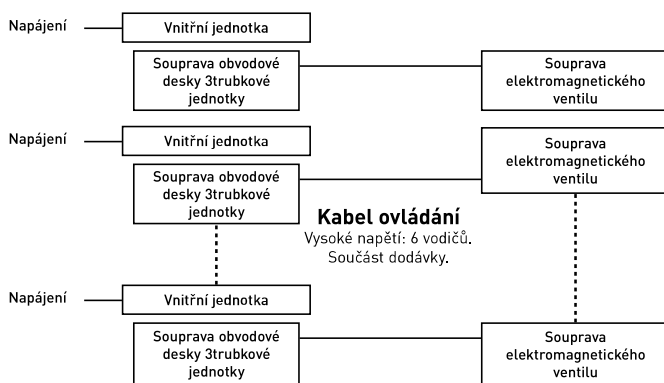 Napájení
Vnitřní jednotka
Souprava obvodové
desky 3trubkové
jednotky
Souprava
elektromagnetického
ventilu
Napájení
Vnitřní jednotka
Souprava obvodové
desky 3trubkové
jednotky
Souprava
elektromagnetického
ventilu
Kabel ovládání
Vysoké napětí: 6 vodičů.
Součást dodávky.
Napájení
Vnitřní jednotka
Souprava obvodové
desky 3trubkové
jednotky
Souprava
elektromagnetického
ventilu